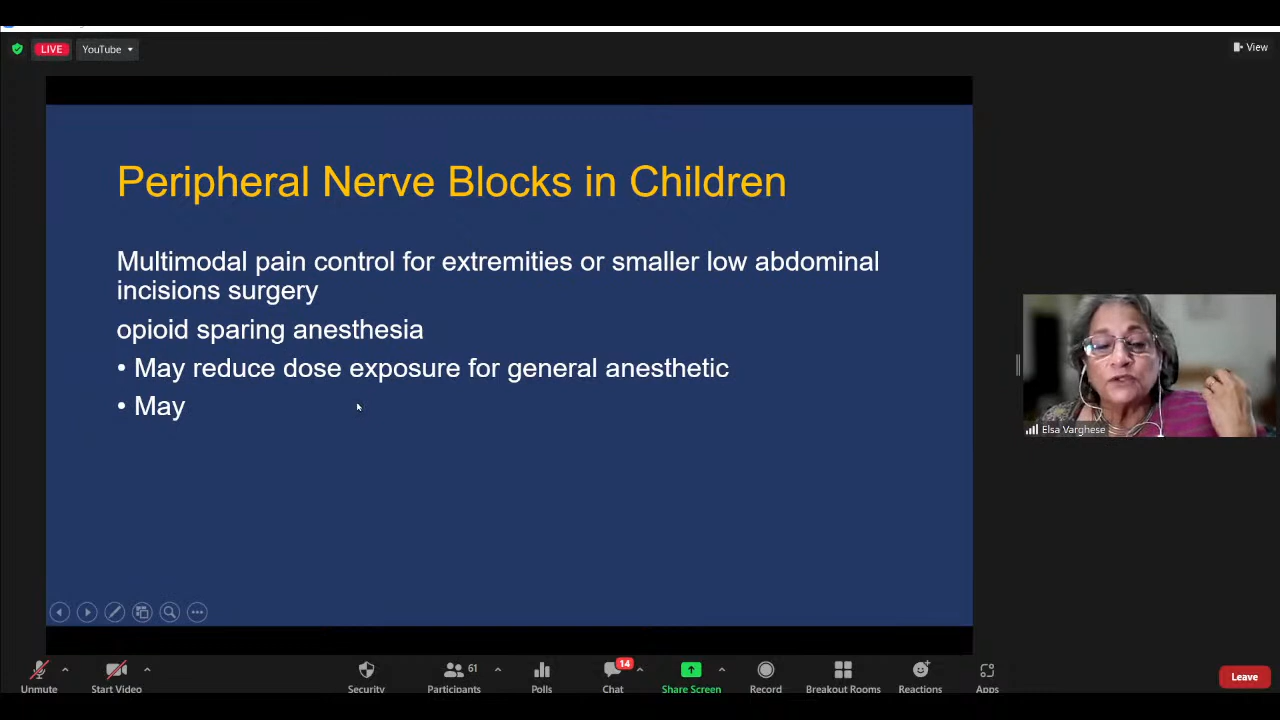 LIVE
YouTube
View
Peripheral Nerve Blocks in Children
Multimodal pain control for extremities or smaller low abdominal
incisions surgery
opioid sparing anesthesia
• May reduce dose exposure for general anesthetic
• May
Elsa Varghese
Unmute
Start Video
Security
61
Participants
Polls
14
Chat
Share Screen
Record
Breakout Rooms
Reactions
Apps
Leave